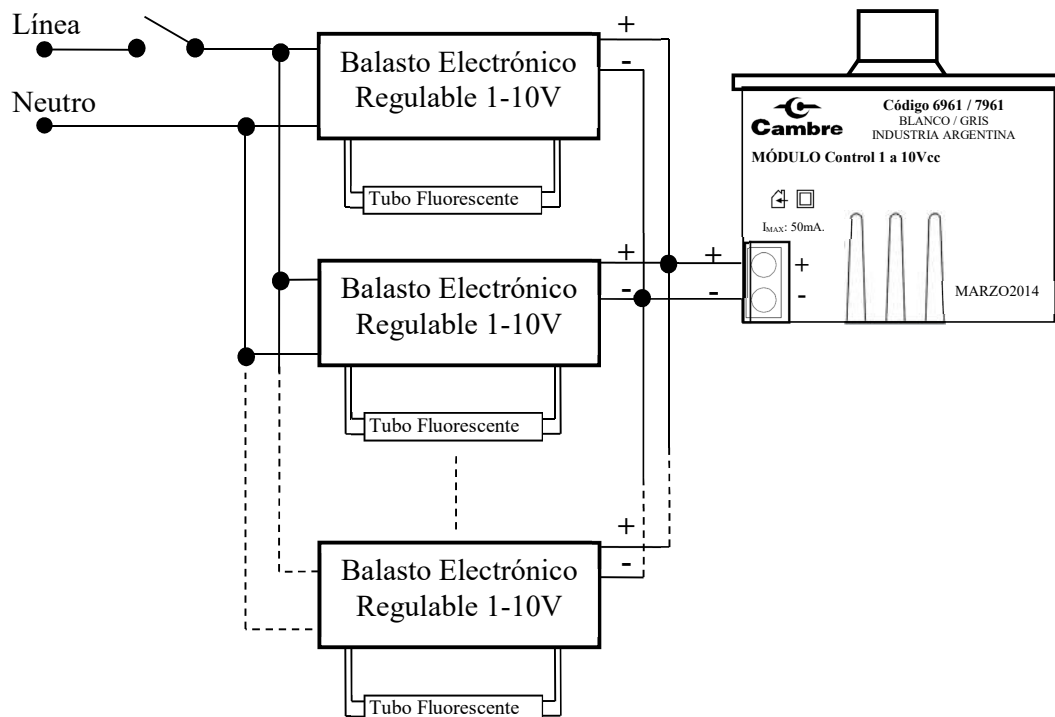 Línea
Neutro
Balasto Electrónico
Regulable 1-10V
+
-
Tubo Fluorescente
Cambre
Código 6961 / 7961
BLANCO / GRIS
INDUSTRIA ARGENTINA
MÓDULO Control 1 a 10Vcc
IMAX: 50mA.
+
-
MARZO2014
Balasto Electrónico
Regulable 1-10V
+
-
+
-
Tubo Fluorescente
Balasto Electrónico
Regulable 1-10V
+
-
Tubo Fluorescente